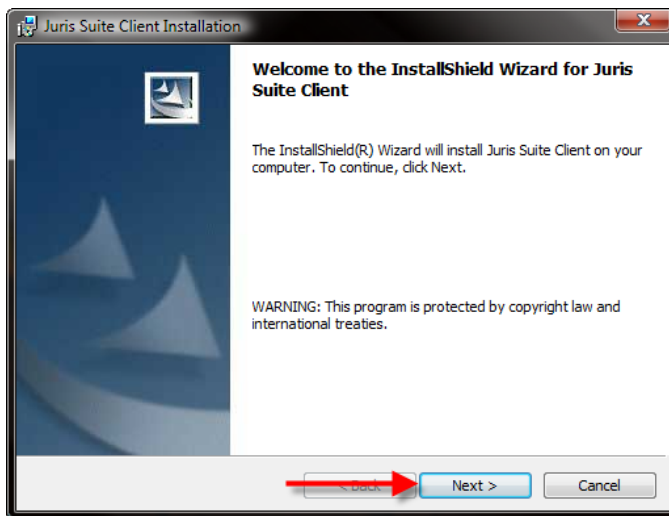 Juris Suite Client Installation
Welcome to the InstallShield Wizard for Juris
Suite Client
The InstallShield(R) Wizard will install Juris Suite Client on your
computer. To continue, click Next.
WARNING: This program is protected by copyright law and
international treaties.
< Back
Next >
Cancel